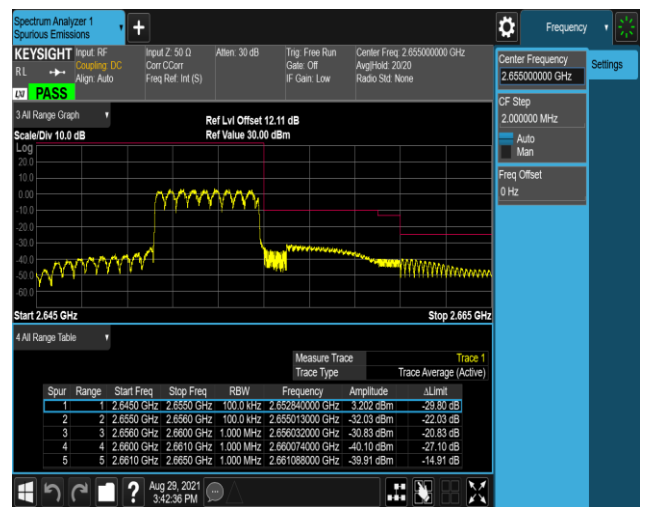 Spectrum Analyzer 1
Spurious Emissions
Frequency
KEYSIGHT
R L
LXI
PASS
Input: RF
Coupling: DC
Align: Auto
Input Z: 50 Ω
Corr CCorr
Freq Ref: Int (S)
Atten: 30 dB
Trig: Free Run
Gate: Off
IF Gain: Low
Center Freq: 2.655000000 GHz
Avg|Hold: 20/20
Radio Std: None
Center Frequency
2.655000000 GHz
Settings
CF Step
2.000000 MHz
Auto
Man
Freq Offset
0 Hz
3 All Range Graph
Scale/Div 10.0 dB
Ref Lvl Offset 12.11 dB
Ref Value 30.00 dBm
Log
20.0
10.0
0.00
-10.0
-20.0
-30.0
-40.0
-50.0
-60.0
Start 2.645 GHz
Stop 2.665 GHz
4 All Range Table
Measure Trace Trace 1
Trace Type Trace Average (Active)
Spur Range Start Freq Stop Freq RBW Frequency Amplitude ΔLimit
1 1 2.6450 GHz 2.6550 GHz 100.0 kHz 2.652840000 GHz 3.202 dBm -29.80 dB
2 2 2.6550 GHz 2.6560 GHz 100.0 kHz 2.655013000 GHz -32.03 dBm -22.03 dB
3 3 2.6560 GHz 2.6600 GHz 1.000 MHz 2.656032000 GHz -30.83 dBm -20.83 dB
4 4 2.6600 GHz 2.6610 GHz 1.000 MHz 2.660074000 GHz -40.10 dBm -27.10 dB
5 5 2.6610 GHz 2.6650 GHz 1.000 MHz 2.661088000 GHz -39.91 dBm -14.91 dB
?
Aug 29, 2021
3:42:36 PM